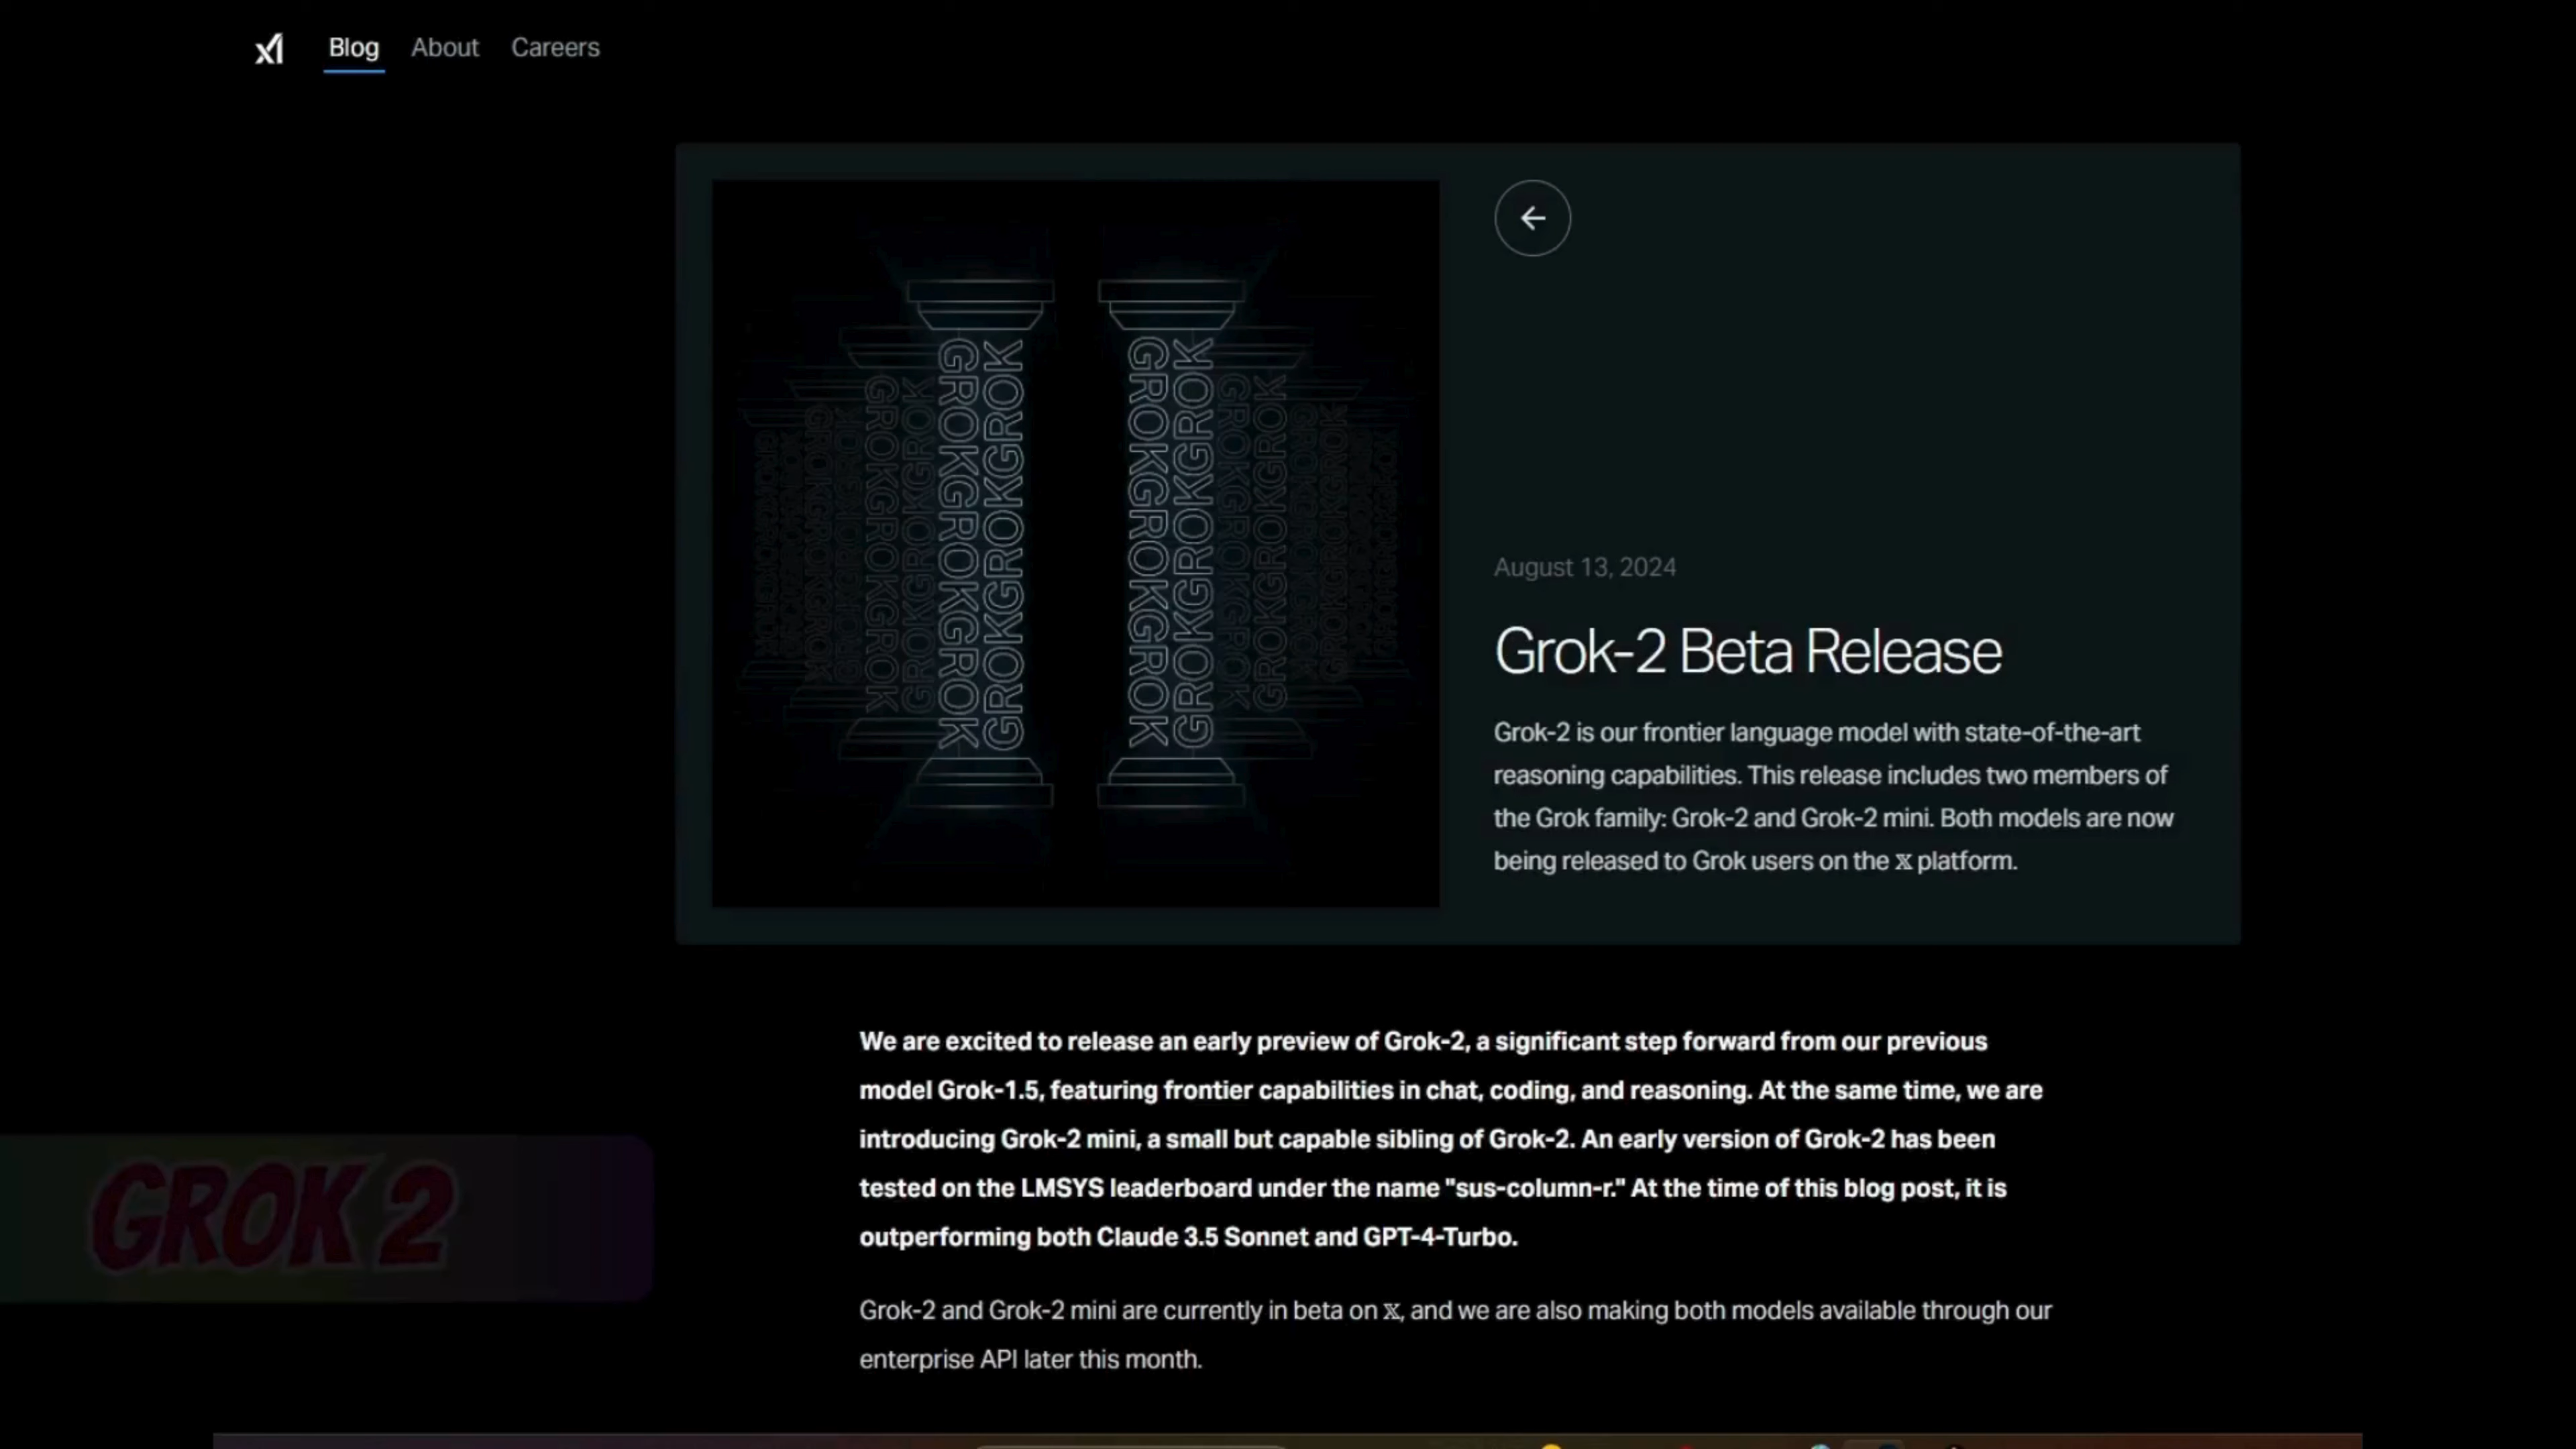 xI
Blog About Careers
GROKGROKGROKGROK
GROKGROKGROKGROK
GROKGROKGROKGROK
GROKGROKGROKGROK
August 13, 2024
Grok-2 Beta Release
Grok-2 is our frontier language model with state-of-the-art
reasoning capabilities. This release includes two members of
the Grok family: Grok-2 and Grok-2 mini. Both models are now
being released to Grok users on the 𝕏 platform.
We are excited to release an early preview of Grok-2, a significant step forward from our previous
model Grok-1.5, featuring frontier capabilities in chat, coding, and reasoning. At the same time, we are
introducing Grok-2 mini, a small but capable sibling of Grok-2. An early version of Grok-2 has been
tested on the LMSYS leaderboard under the name "sus-column-r." At the time of this blog post, it is
outperforming both Claude 3.5 Sonnet and GPT-4-Turbo.
GROK 2
Grok-2 and Grok-2 mini are currently in beta on 𝕏, and we are also making both models available through our
enterprise API later this month.